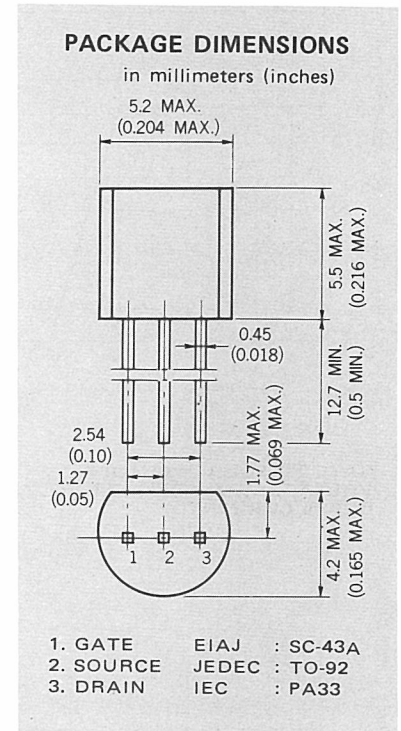 PACKAGE DIMENSIONS
in millimeters (inches)
5.2 MAX.
(0.204 MAX.)
5.5 MAX.
(0.216 MAX.)
0.45
(0.018)
12.7 MIN.
(0.5 MIN.)
2.54
(0.10)
1.77 MAX.
(0.069 MAX.)
1.27
(0.05)
4.2 MAX.
(0.165 MAX.)
1 2 3
1. GATE EIAJ : SC-43A
2. SOURCE JEDEC : TO-92
3. DRAIN IEC : PA33